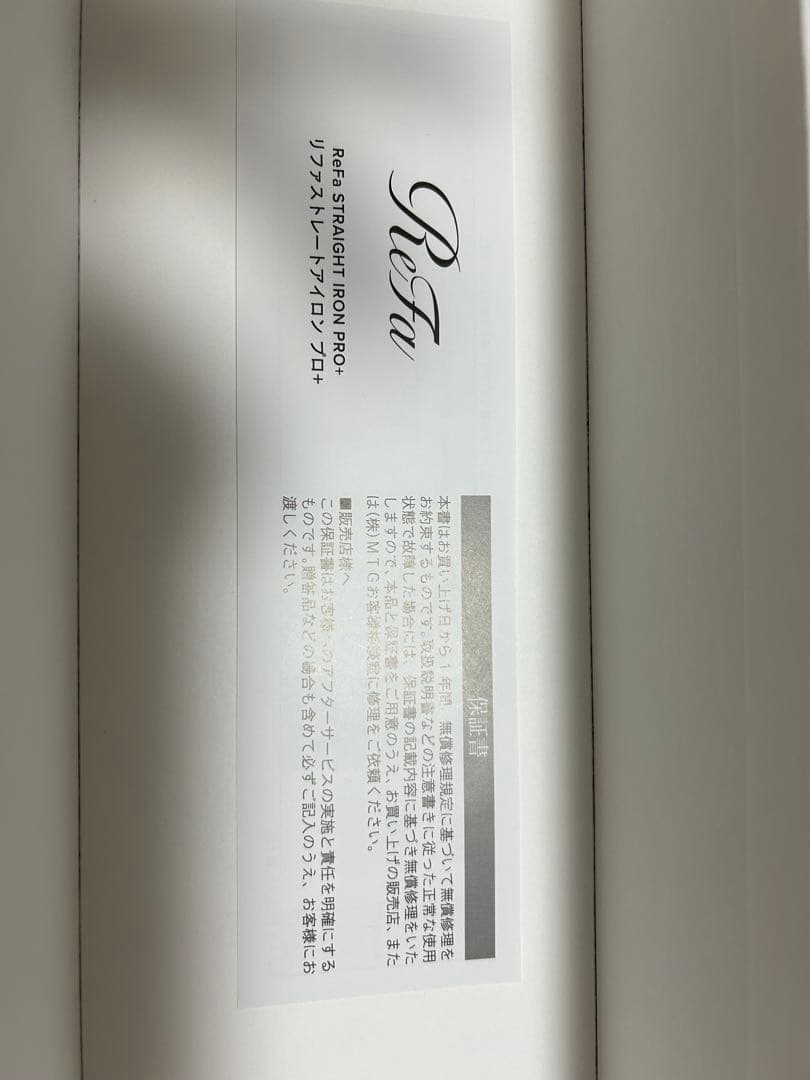 ReFa
ReFa STRAIGHT IRON PRO+
リファストレートアイロン プロ+
保証書
本書はお買い上げ日から1年間、無償修理規定に基づいて無償修理を
お約束するものです。取扱説明書などの注意書きに従った正常な使用
状態で故障した場合には、保証書の記載内容に基づき無償修理をいた
しますので、本品と保証書をご用意のうえ、お買い上げの販売店、また
は(株)MTGお客様相談室に修理をご依頼ください。
■販売店様へ
この保証書はお客様へのアフターサービスの実施と責任を明確にする
ものです。贈答品などの場合も含めて必ずご記入のうえ、お客様にお
渡しください。